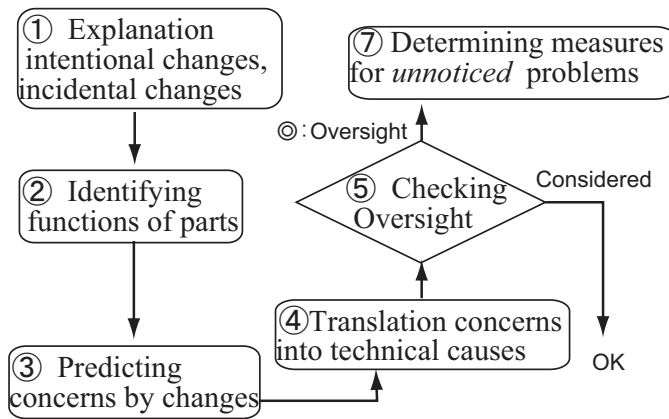 ① Explanation
intentional changes,
incidental changes
② Identifying
functions of parts
③ Predicting
concerns by changes
④Translation concerns
into technical causes
⑤ Checking
Oversight
Considered
OK
◎:Oversight
⑦ Determining measures
for unnoticed problems